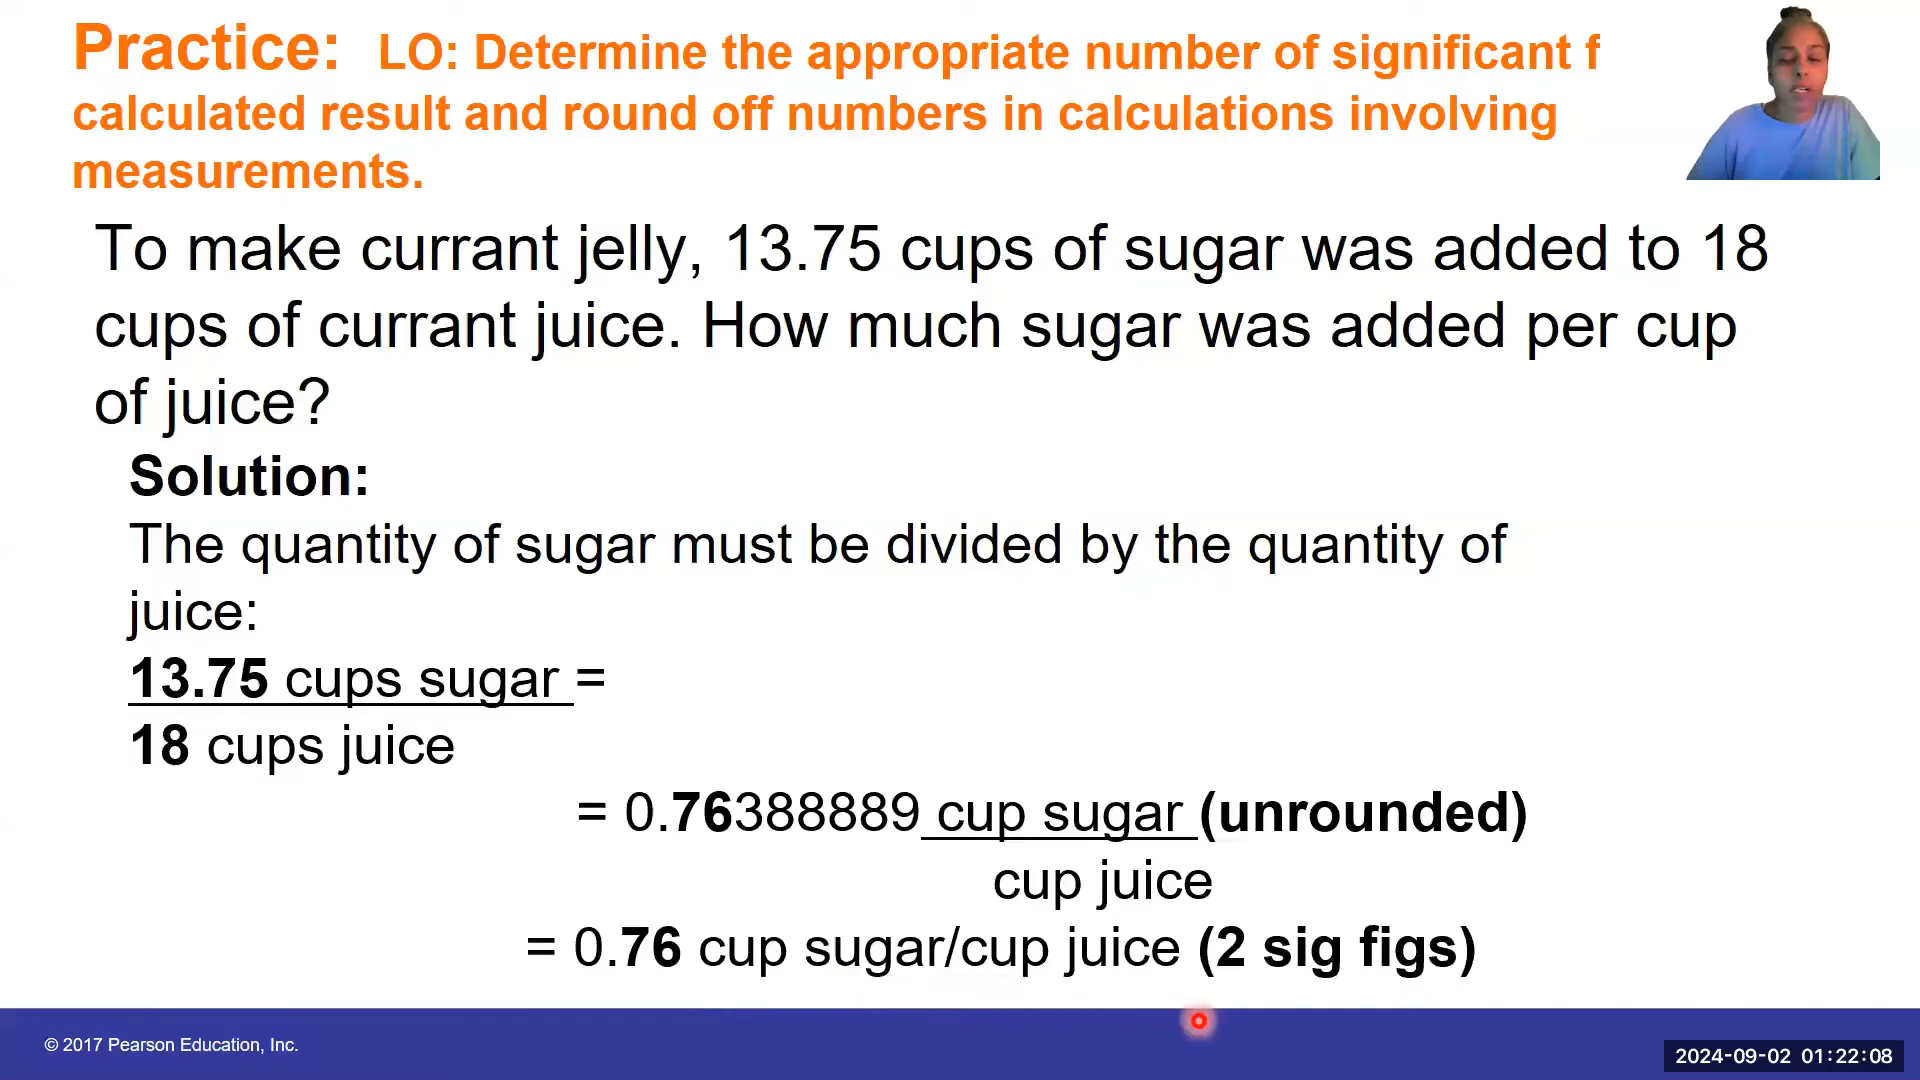 Practice: LO: Determine the appropriate number of significant f
calculated result and round off numbers in calculations involving
measurements.
To make currant jelly, 13.75 cups of sugar was added to 18
cups of currant juice. How much sugar was added per cup
of juice?
Solution:
The quantity of sugar must be divided by the quantity of
juice:
13.75 cups sugar =
18 cups juice
= 0.76388889 cup sugar (unrounded)
cup juice
= 0.76 cup sugar/cup juice (2 sig figs)
© 2017 Pearson Education, Inc.
2024-09-02 01:22:08